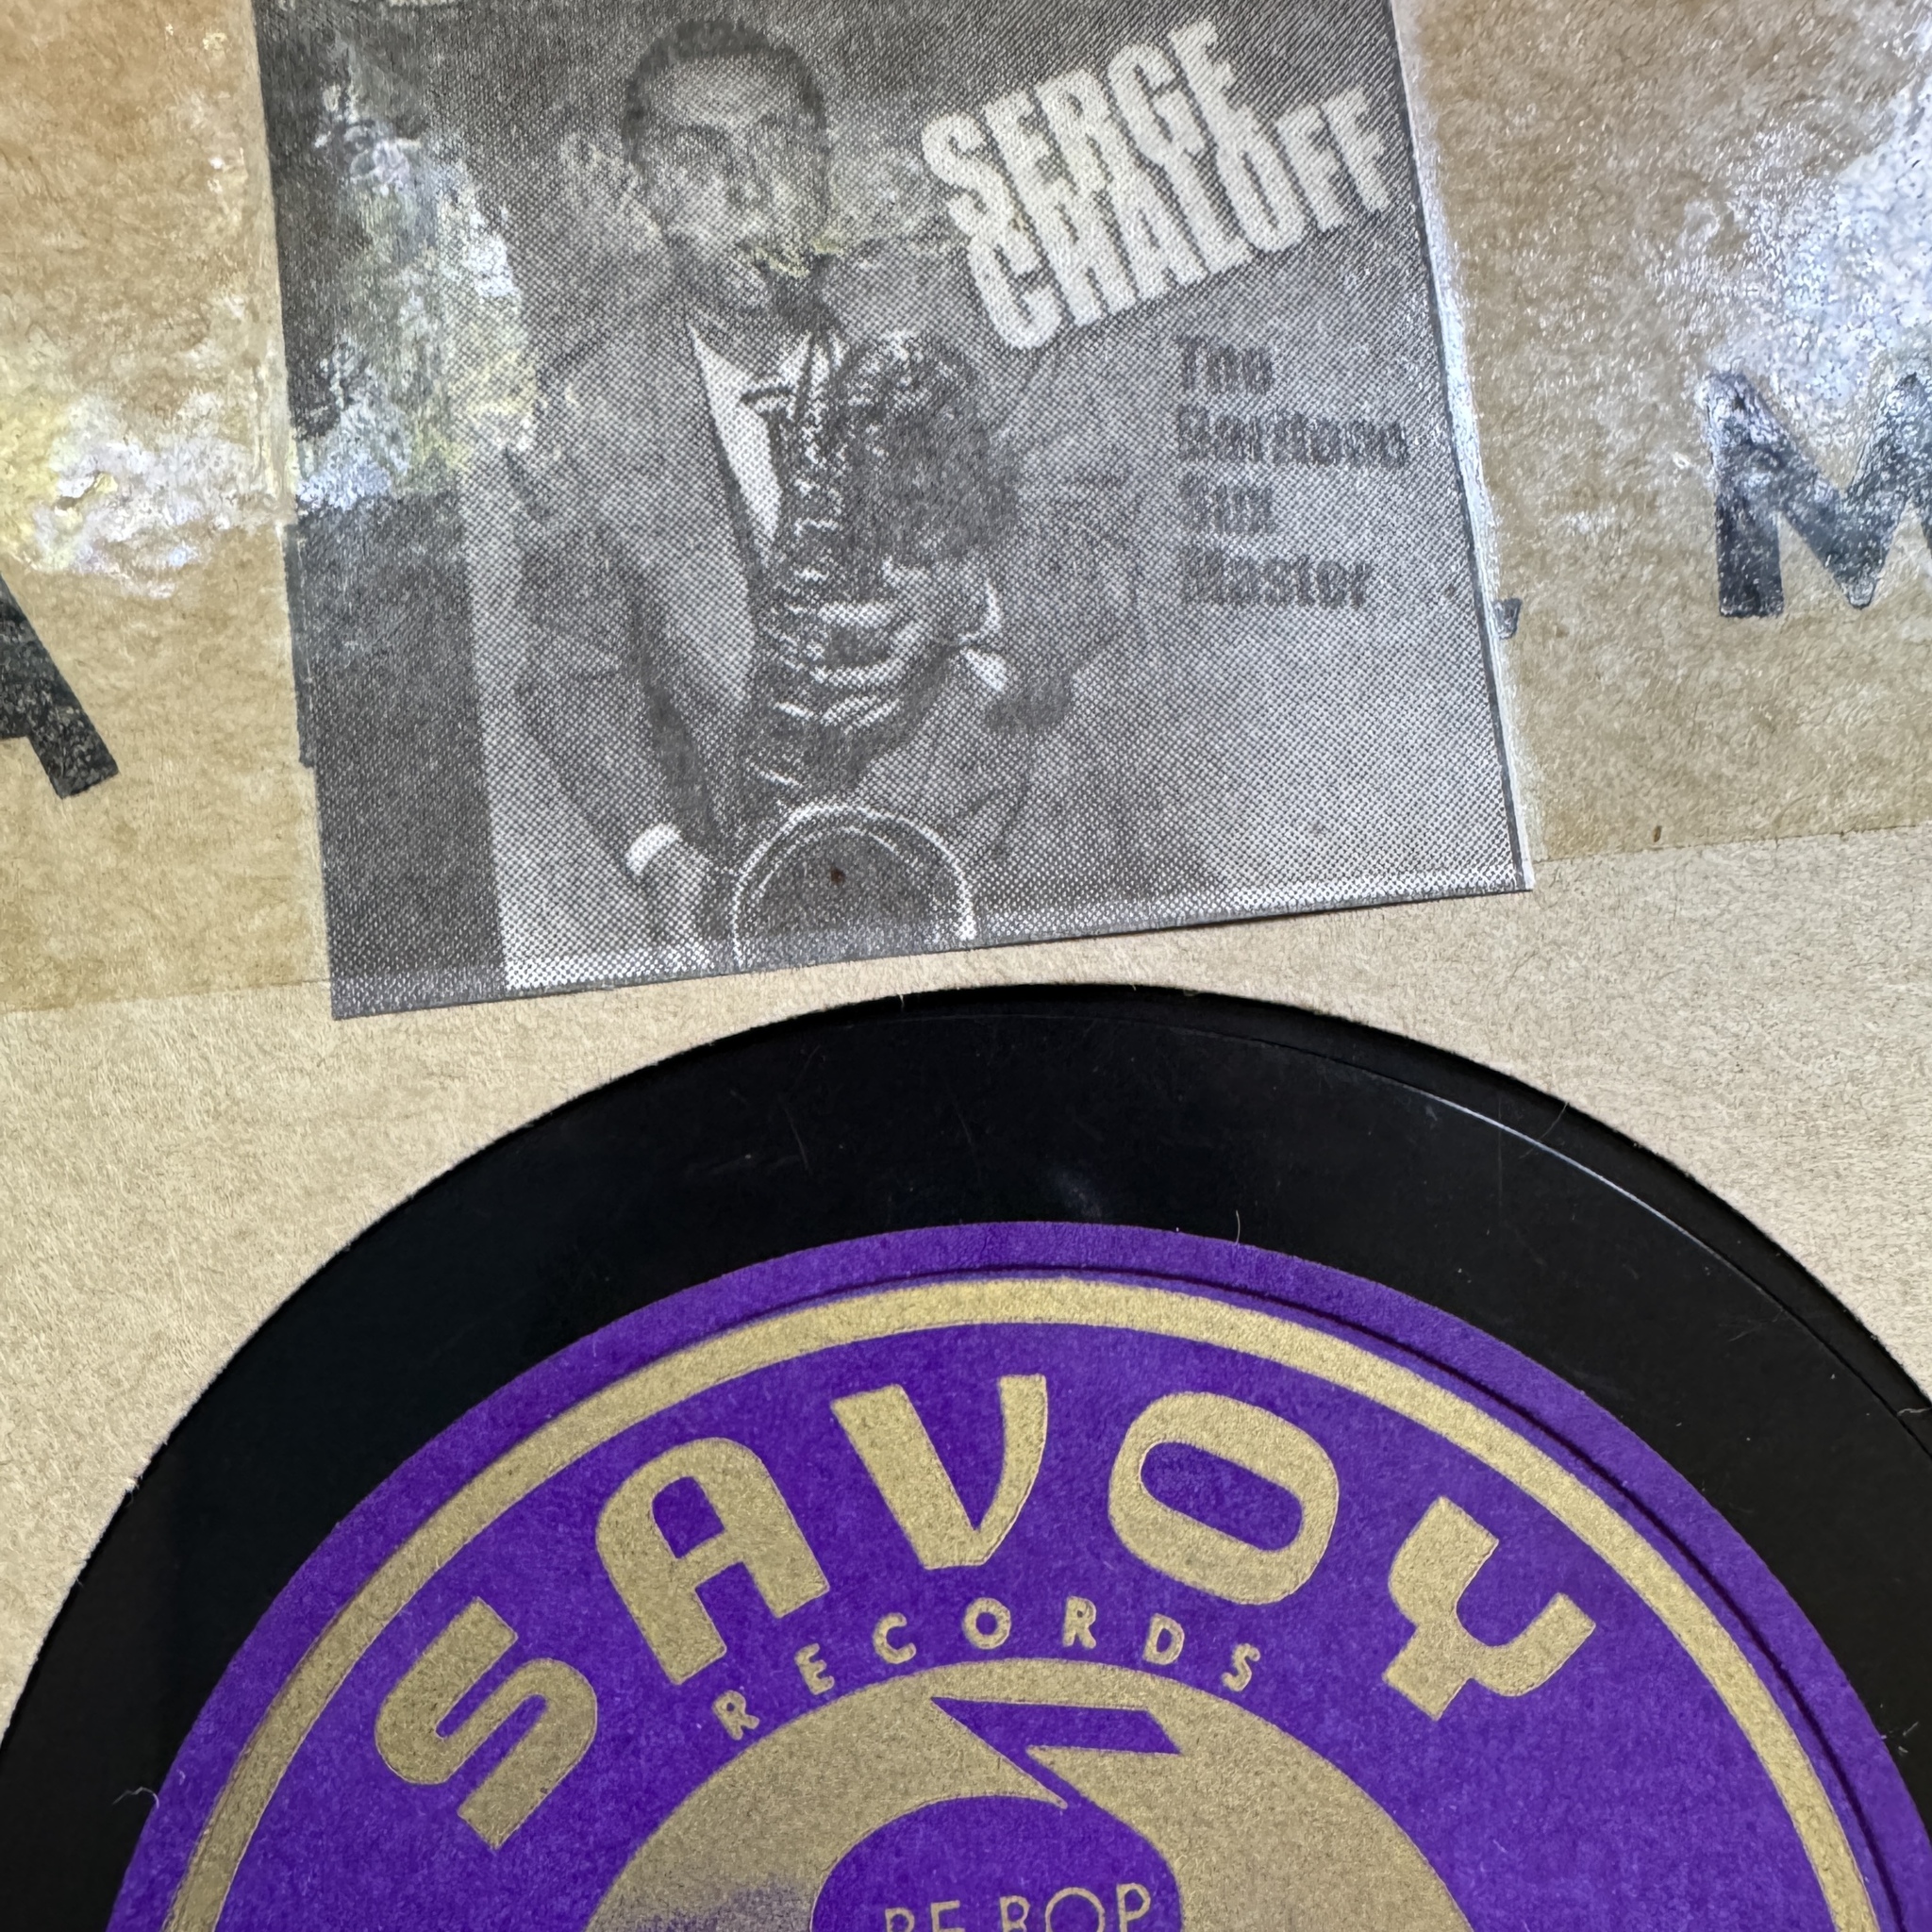 SERGE
CHALOFF
The
Baritone
Sax
Master
A
M
SAVOY
RECORDS
BE BOP